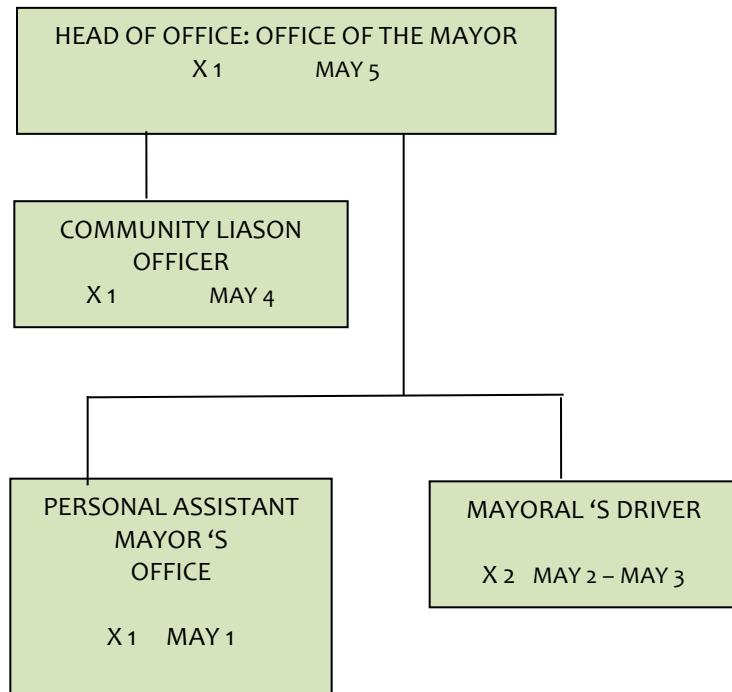 HEAD OF OFFICE: OFFICE OF THE MAYOR
X 1 MAY 5
COMMUNITY LIASON
OFFICER
X 1 MAY 4
PERSONAL ASSISTANT
MAYOR ‘S
OFFICE
X 1 MAY 1
MAYORAL ‘S DRIVER
X 2 MAY 2 – MAY 3